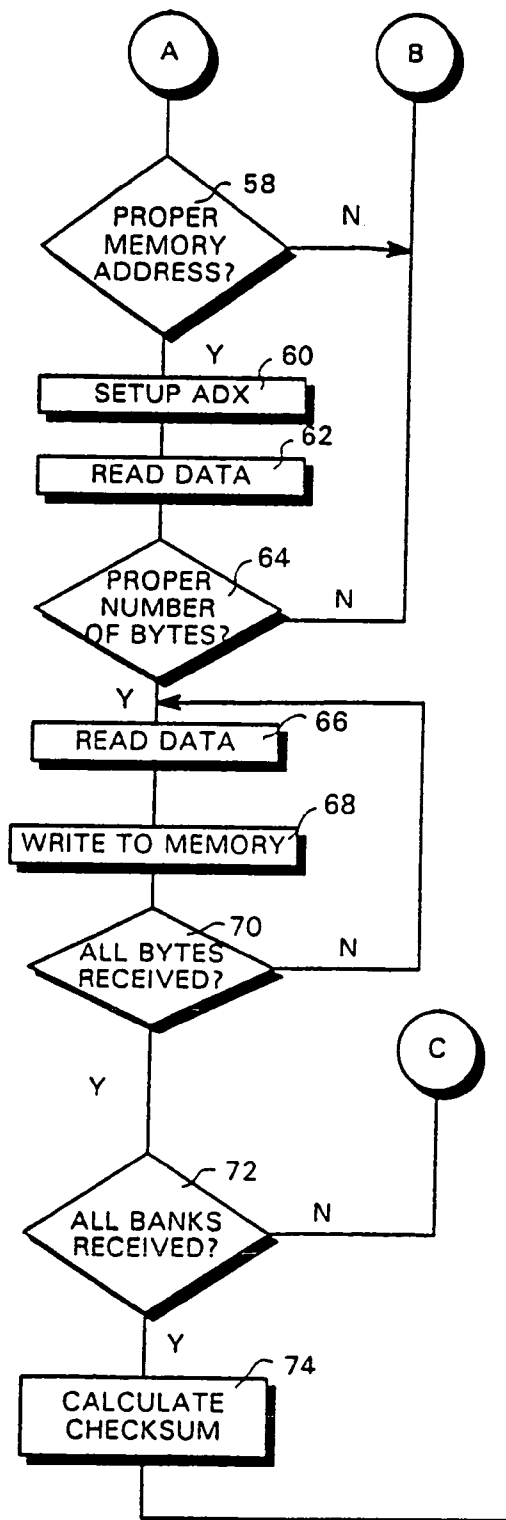 A
B
58
PROPER
MEMORY
ADDRESS?
N
Y
60
SETUP ADX
62
READ DATA
64
PROPER
NUMBER
OF BYTES?
N
Y
READ DATA
66
68
WRITE TO MEMORY
70
ALL BYTES
RECEIVED?
N
C
Y
72
ALL BANKS
RECEIVED?
N
Y
74
CALCULATE
CHECKSUM